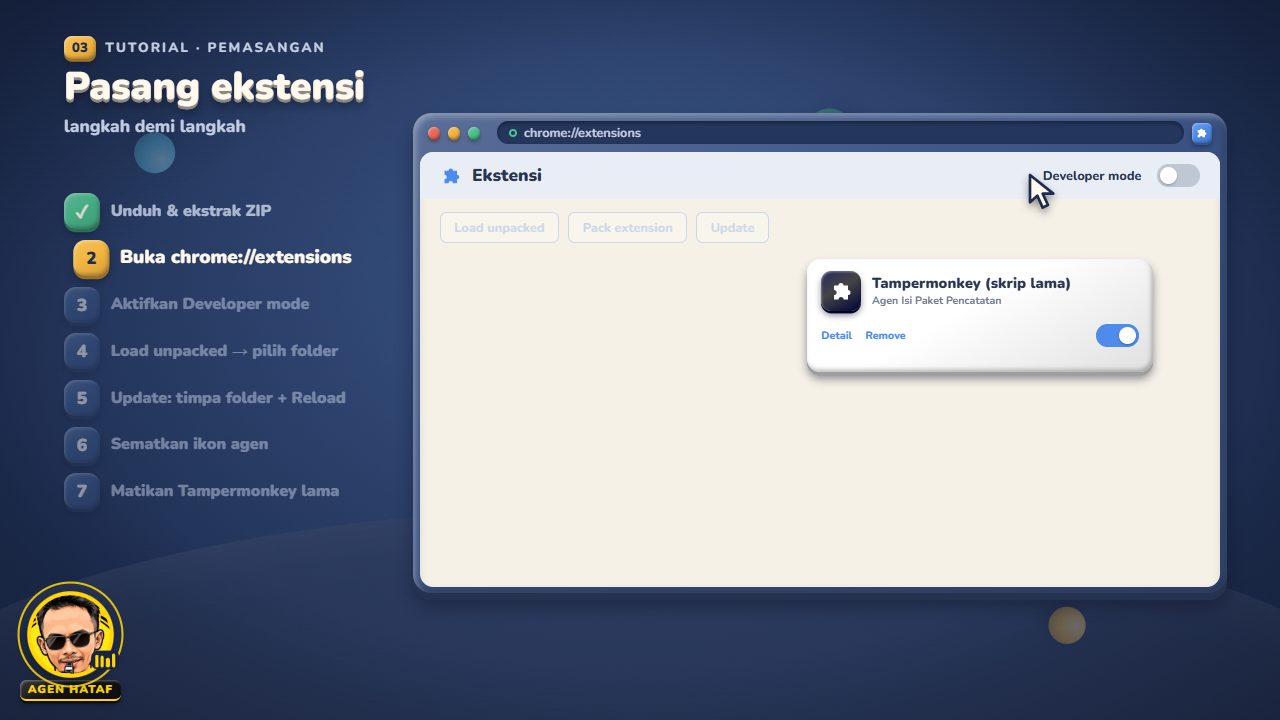 03 TUTORIAL · PEMASANGAN
Pasang ekstensi
langkah demi langkah
✓ Unduh & ekstrak ZIP
2 Buka chrome://extensions
3 Aktifkan Developer mode
4 Load unpacked → pilih folder
5 Update: timpa folder + Reload
6 Sematkan ikon agen
7 Matikan Tampermonkey lama
chrome://extensions
Ekstensi
Developer mode
Load unpacked
Pack extension
Update
Tampermonkey (skrip lama)
Agen Isi Paket Pencatatan
Detail
Remove
AGEN HATAF